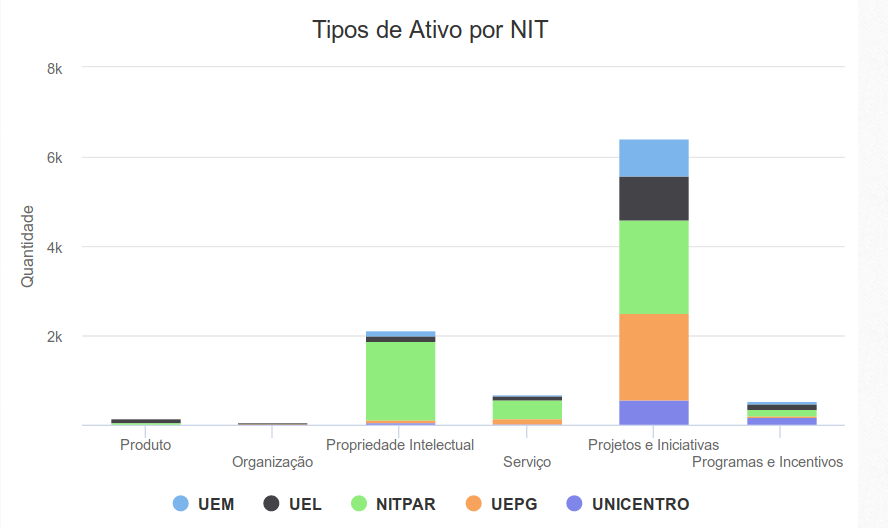 Tipos de Ativo por NIT
8k
6k
4k
2k
Quantidade
Produto
Organização
Propriedade Intelectual
Serviço
Projetos e Iniciativas
Programas e Incentivos
UEM UEL NITPAR UEPG UNICENTRO